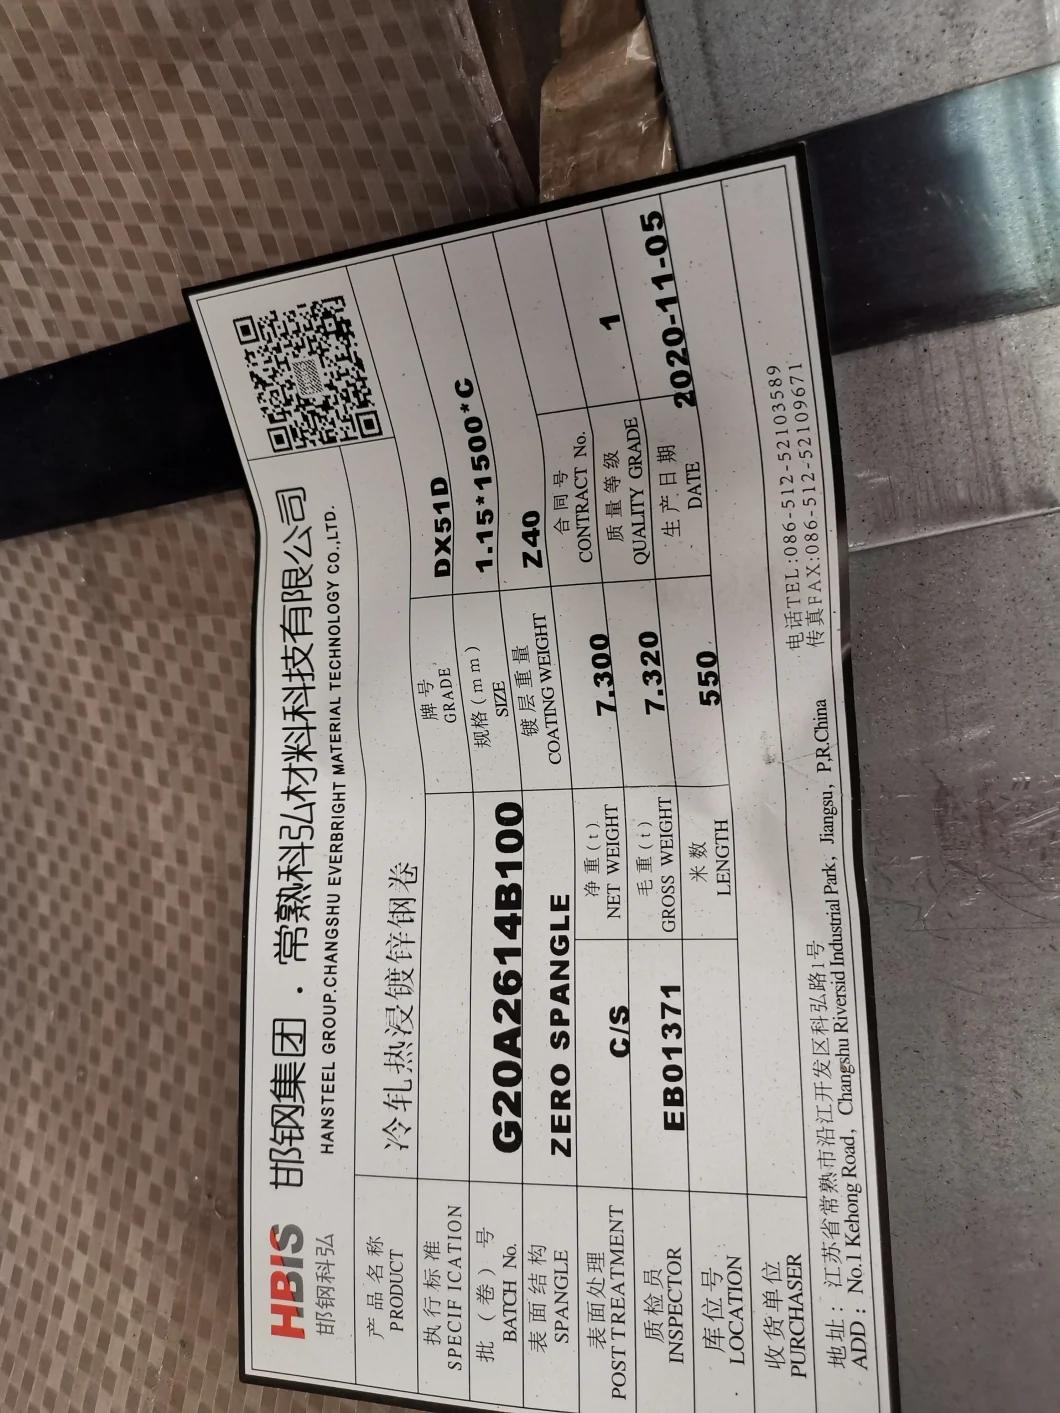 HBIS
邯钢科弘
邯钢集团 · 常熟科弘材料科技有限公司
HANSTEEL GROUP.CHANGSHU EVERBRIGHT MATERIAL TECHNOLOGY CO.,LTD.
产品名称
PRODUCT
冷轧热浸镀锌钢卷
执行标准
SPECIF ICATION
牌号
GRADE
DX51D
批（卷）号
BATCH No.
G20A2614B100
规格(mm)
SIZE
1.15*1500*C
表面结构
SPANGLE
ZERO SPANGLE
镀层重量
COATING WEIGHT
Z40
表面处理
POST TREATMENT
C/S
净重(t)
NET WEIGHT
7.300
合同号
CONTRACT No.
质检员
INSPECTOR
EB01371
毛重(t)
GROSS WEIGHT
7.320
质量等级
QUALITY GRADE
1
库位号
LOCATION
米数
LENGTH
550
生产日期
DATE
2020-11-05
收货单位
PURCHASER
地址：江苏省常熟市沿江开发区科弘路1号
电话TEL:086-512-52103589
ADD：No.1 Kehong Road，Changshu Riversid Industrial Park，Jiangsu，P,R.China
传真FAX:086-512-52109671